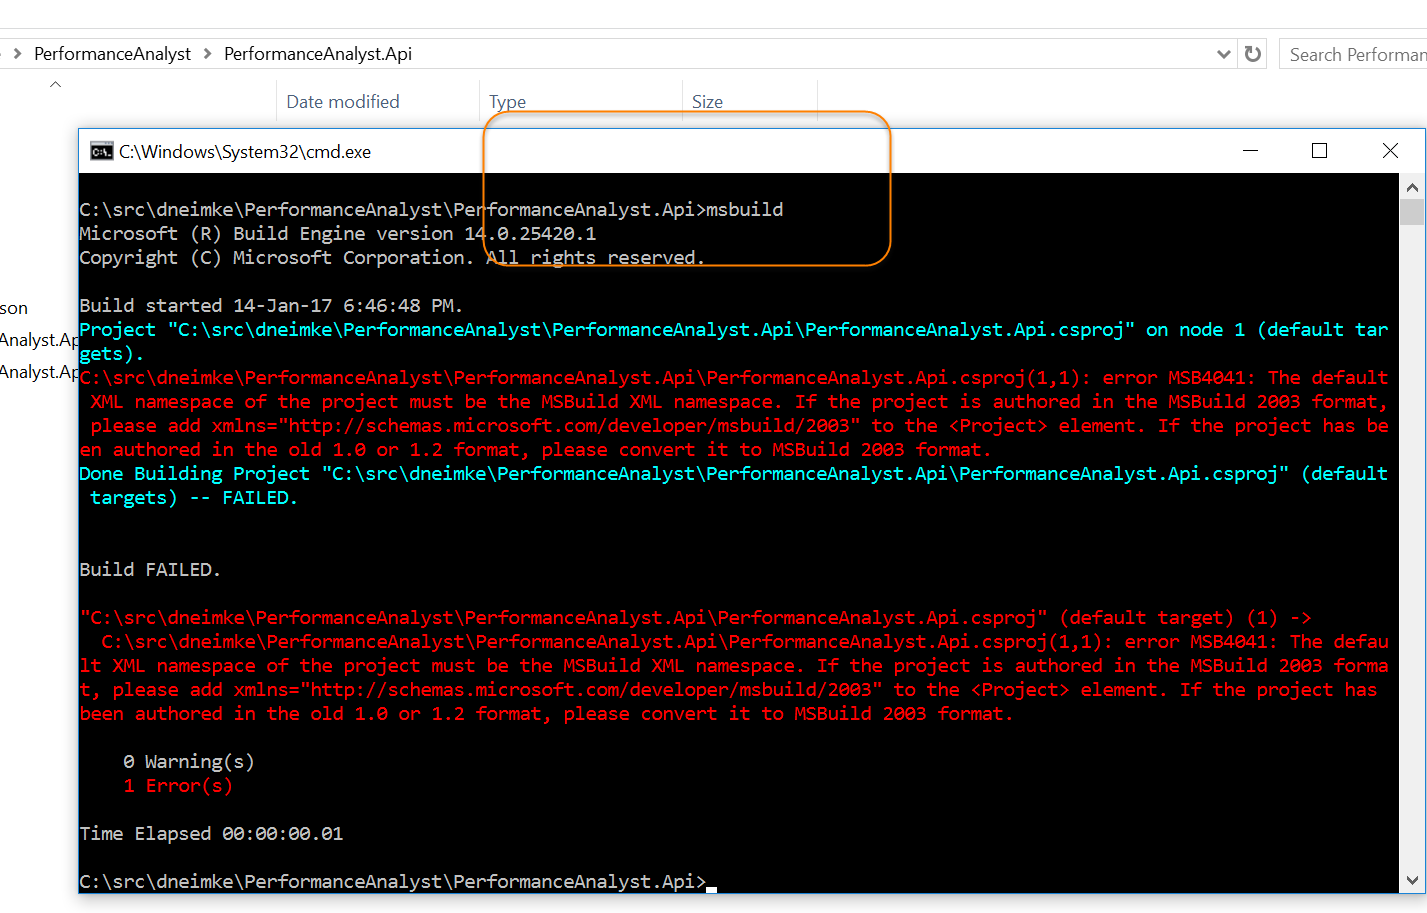 PerformanceAnalyst > PerformanceAnalyst.Api
Search Performan
Date modified Type Size
C:\Windows\System32\cmd.exe
C:\src\dneimke\PerformanceAnalyst\PerformanceAnalyst.Api>msbuild
Microsoft (R) Build Engine version 14.0.25420.1
Copyright (C) Microsoft Corporation. All rights reserved.
Build started 14-Jan-17 6:46:48 PM.
son
Project "C:\src\dneimke\PerformanceAnalyst\PerformanceAnalyst.Api\PerformanceAnalyst.Api.csproj" on node 1 (default tar
Analyst.Ap
gets).
Analyst.Ap
C:\src\dneimke\PerformanceAnalyst\PerformanceAnalyst.Api\PerformanceAnalyst.Api.csproj(1,1): error MSB4041: The default
XML namespace of the project must be the MSBuild XML namespace. If the project is authored in the MSBuild 2003 format,
please add xmlns="http://schemas.microsoft.com/developer/msbuild/2003" to the <Project> element. If the project has be
en authored in the old 1.0 or 1.2 format, please convert it to MSBuild 2003 format.
Done Building Project "C:\src\dneimke\PerformanceAnalyst\PerformanceAnalyst.Api\PerformanceAnalyst.Api.csproj" (default
targets) -- FAILED.
Build FAILED.
"C:\src\dneimke\PerformanceAnalyst\PerformanceAnalyst.Api\PerformanceAnalyst.Api.csproj" (default target) (1) ->
C:\src\dneimke\PerformanceAnalyst\PerformanceAnalyst.Api\PerformanceAnalyst.Api.csproj(1,1): error MSB4041: The defau
lt XML namespace of the project must be the MSBuild XML namespace. If the project is authored in the MSBuild 2003 forma
t, please add xmlns="http://schemas.microsoft.com/developer/msbuild/2003" to the <Project> element. If the project has
been authored in the old 1.0 or 1.2 format, please convert it to MSBuild 2003 format.
0 Warning(s)
1 Error(s)
Time Elapsed 00:00:00.01
C:\src\dneimke\PerformanceAnalyst\PerformanceAnalyst.Api>